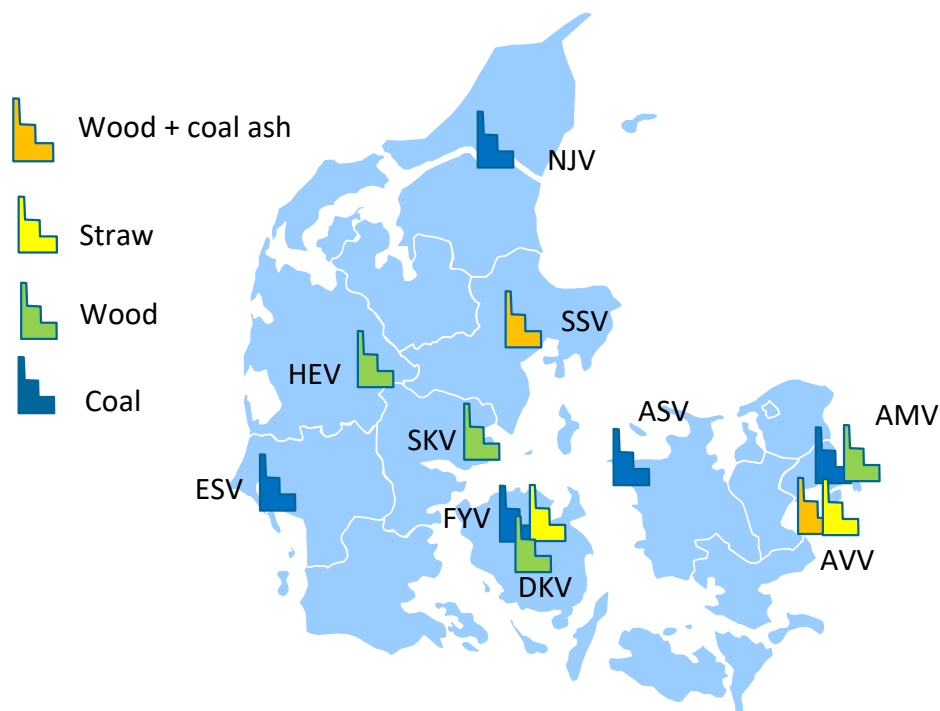 Wood + coal ash
Straw
Wood
Coal
NJV
SSV
HEV
SKV
ASV
AMV
ESV
FYV
DKV
AVV